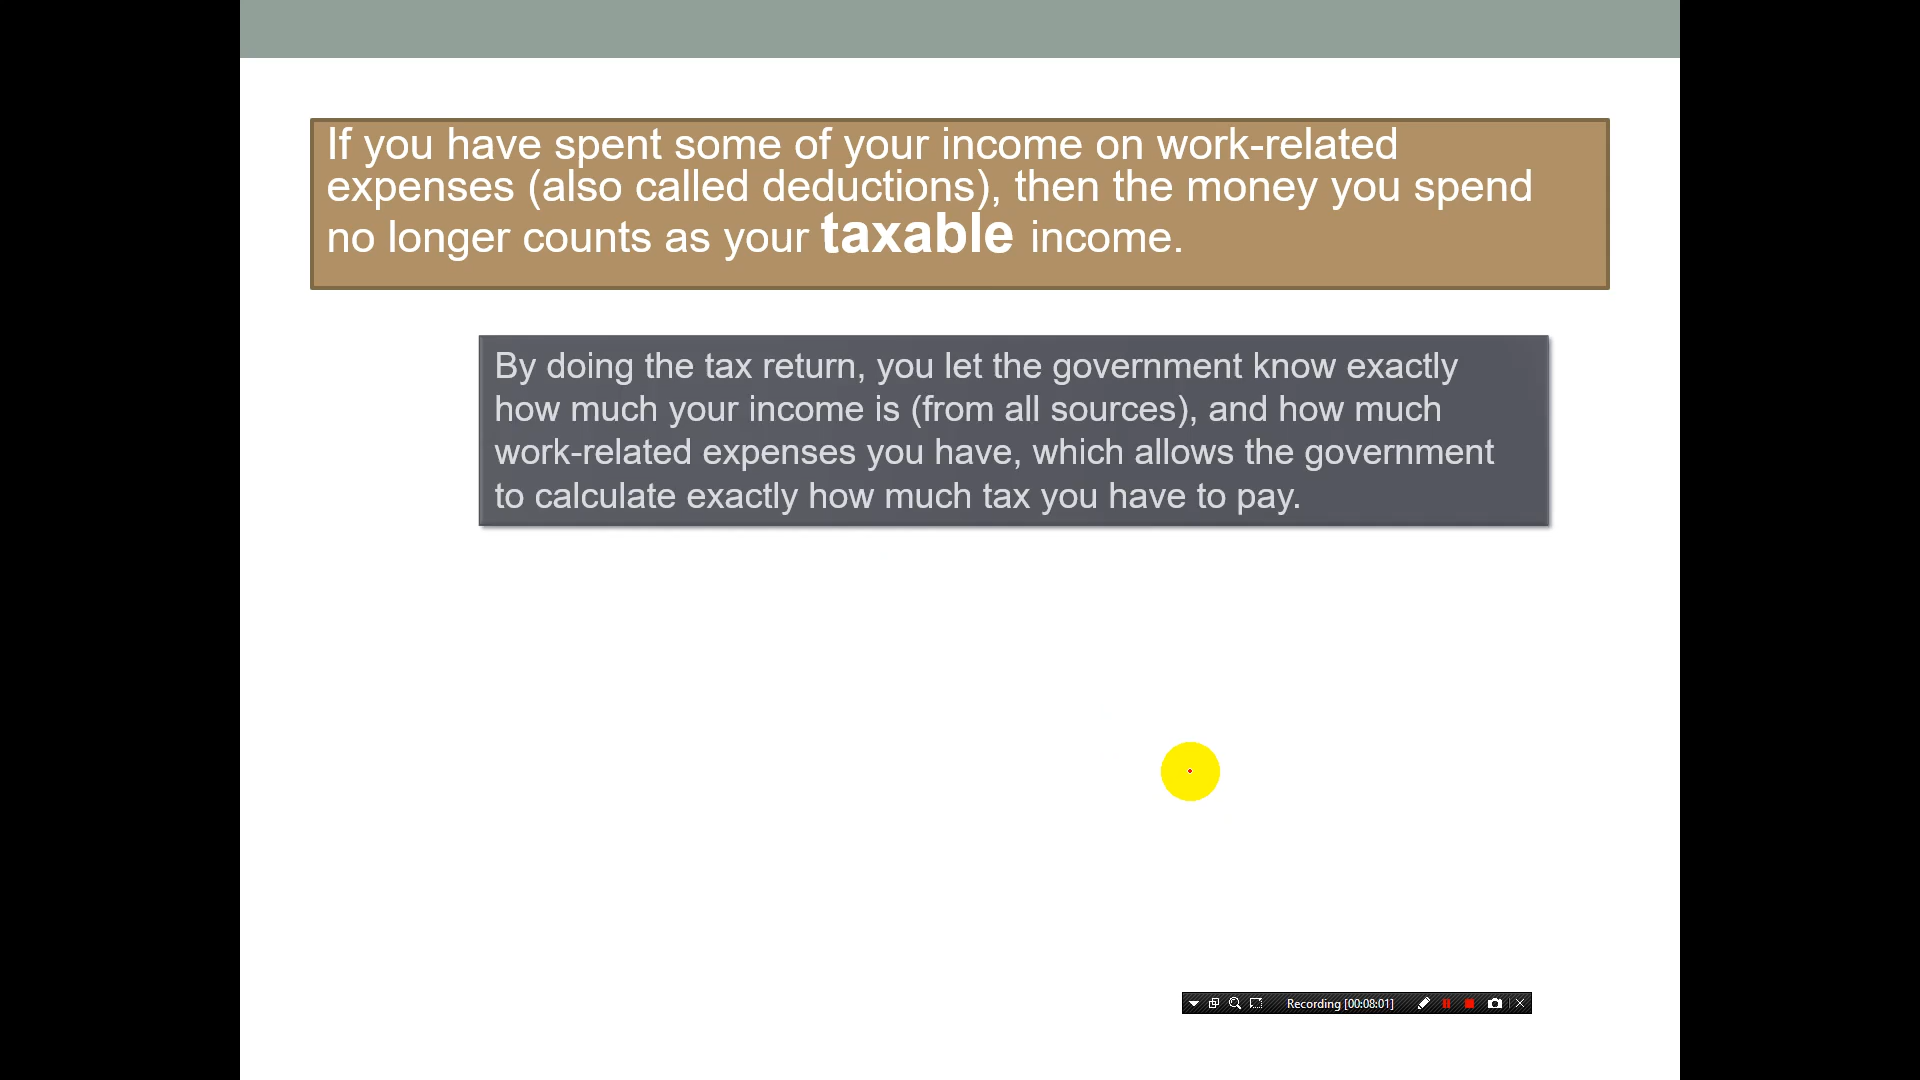 If you have spent some of your income on work-related
expenses (also called deductions), then the money you spend
no longer counts as your taxable income.
By doing the tax return, you let the government know exactly
how much your income is (from all sources), and how much
work-related expenses you have, which allows the government
to calculate exactly how much tax you have to pay.
Recording [00:08:01]